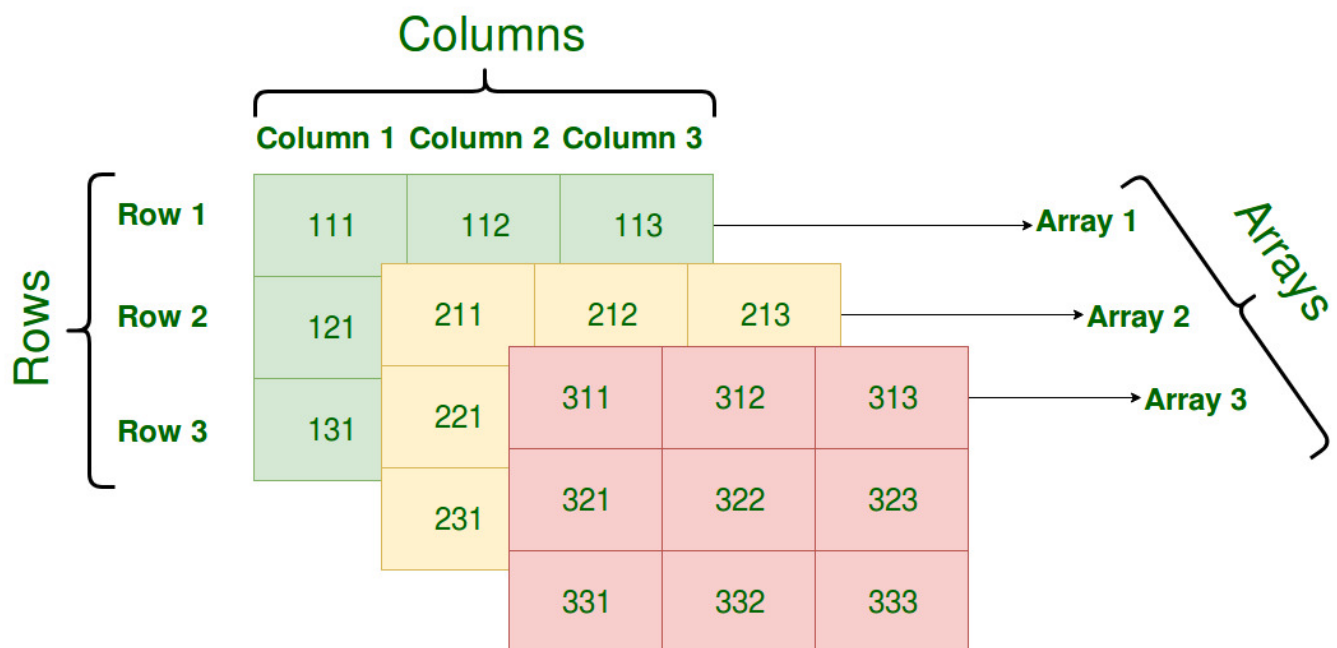 Columns
Column 1 Column 2 Column 3
Rows
Row 1
111 112 113
Array 1
Arrays
Row 2
121
211 212 213
Array 2
Row 3
131
221
311 312 313
Array 3
231
321 322 323
331 332 333